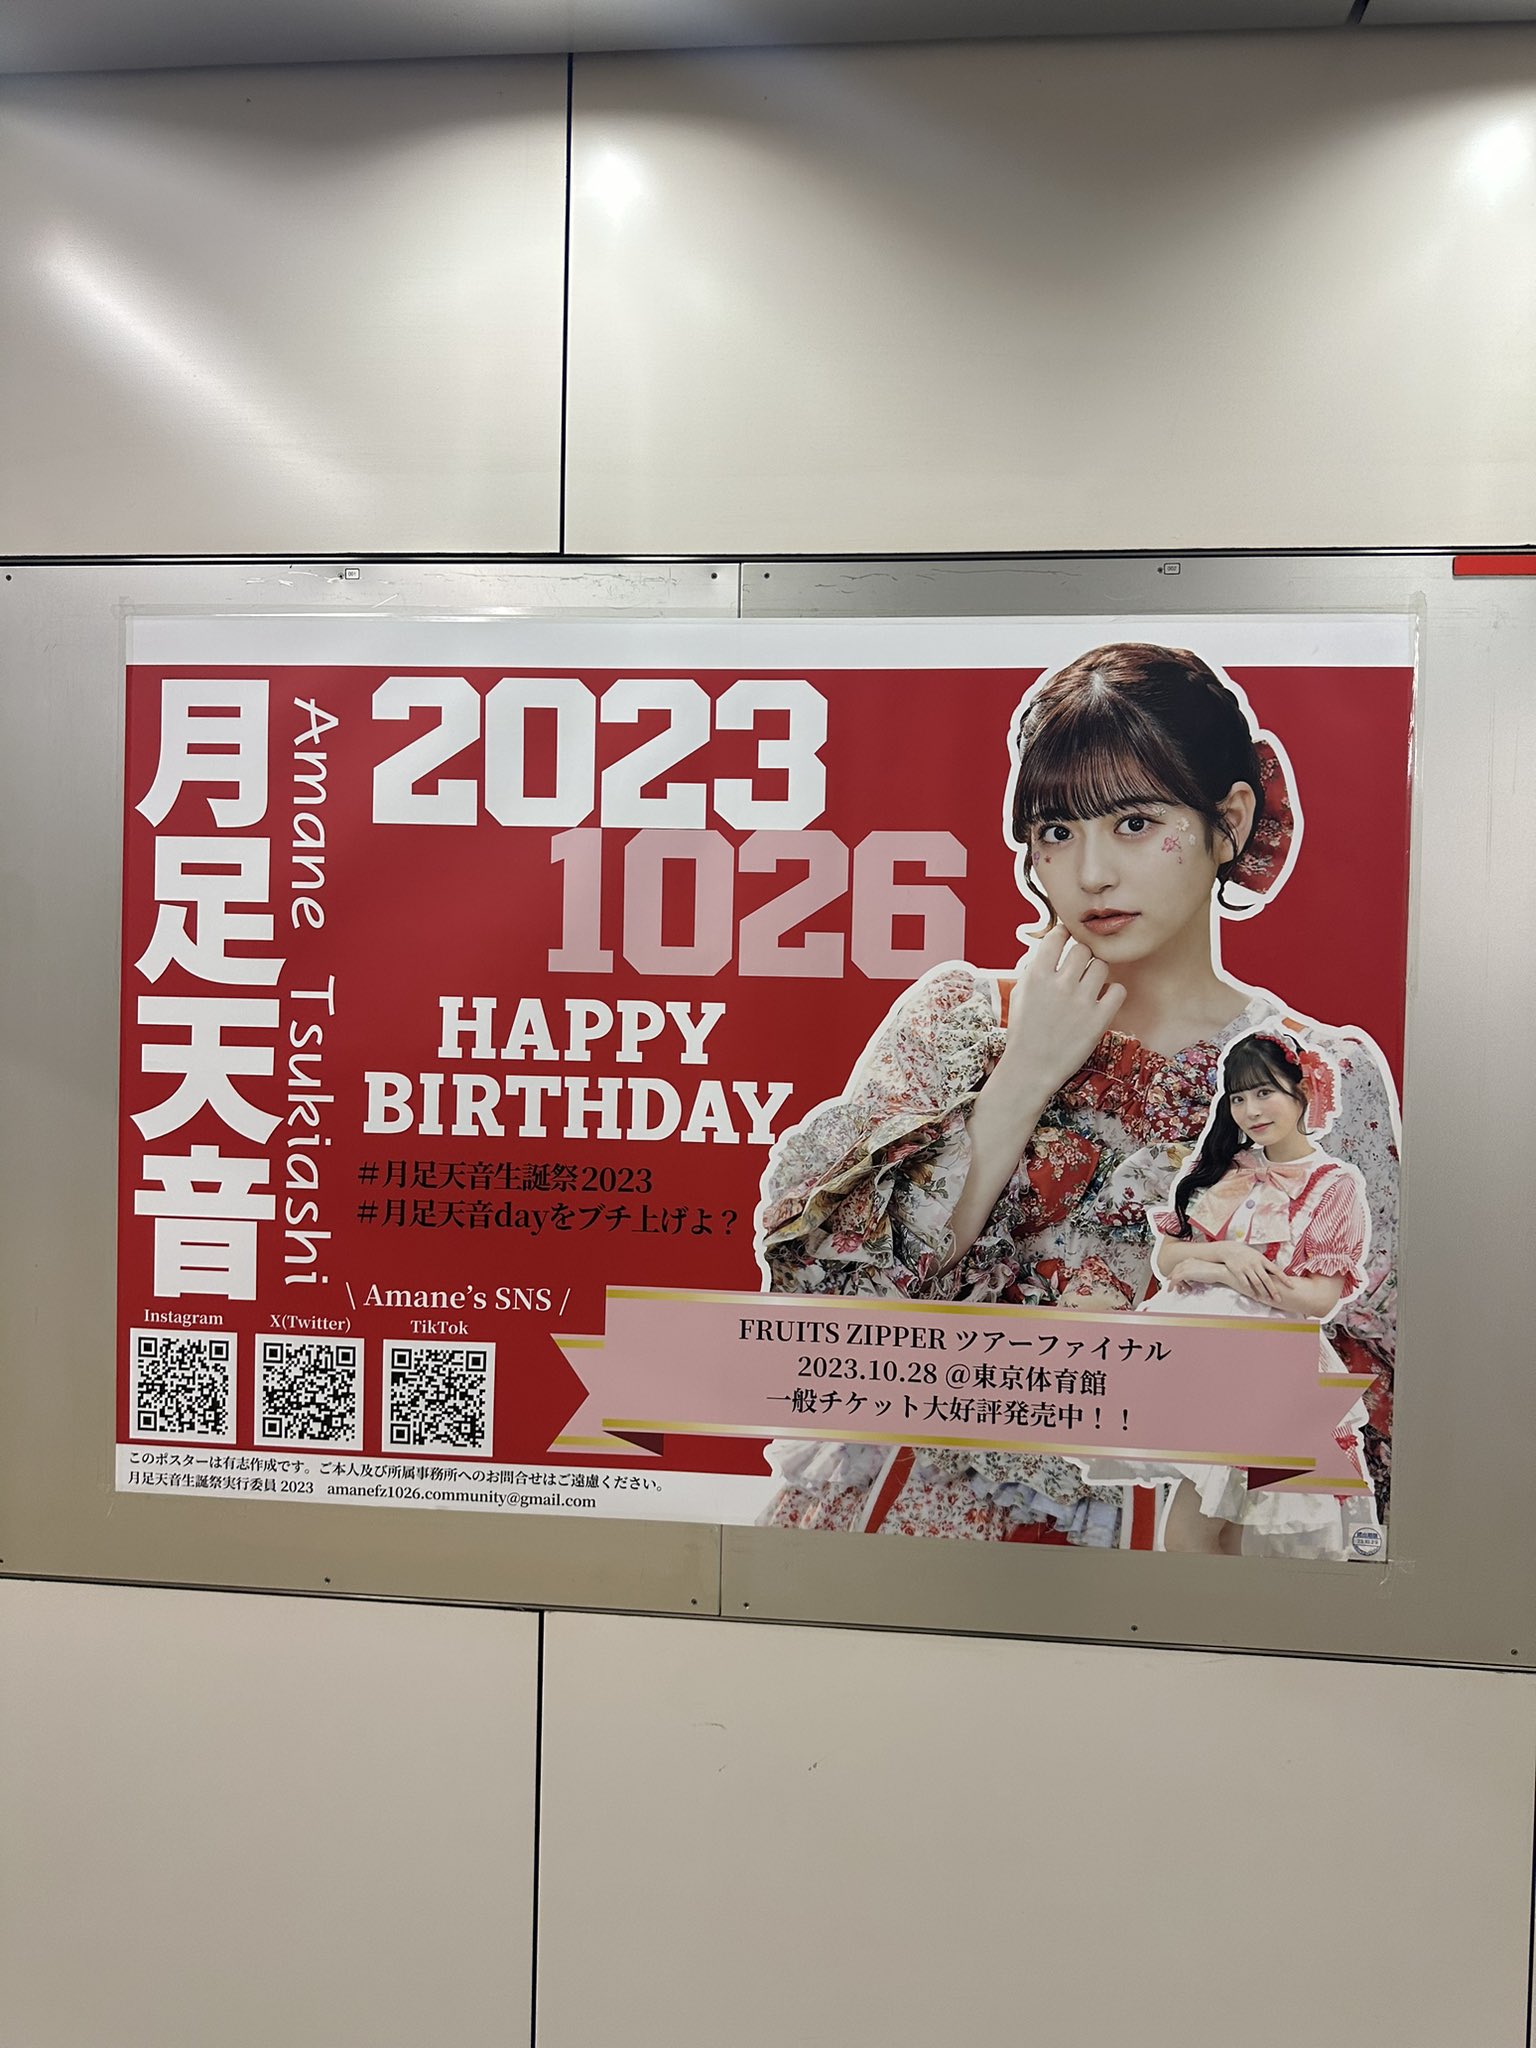 月足天音
Amane Tsukiashi
2023
1026
HAPPY
BIRTHDAY
#月足天音生誕祭2023
#月足天音dayをブチ上げよ？
\ Amane's SNS /
Instagram
X(Twitter)
TikTok
FRUITS ZIPPER ツアーファイナル
2023.10.28 @東京体育館
一般チケット大好評発売中！！
このポスターは有志作成です。ご本人及び所属事務所へのお問合せはご遠慮ください。
月足天音生誕祭実行委員 2023 amanefz1026.community@gmail.com
001
002